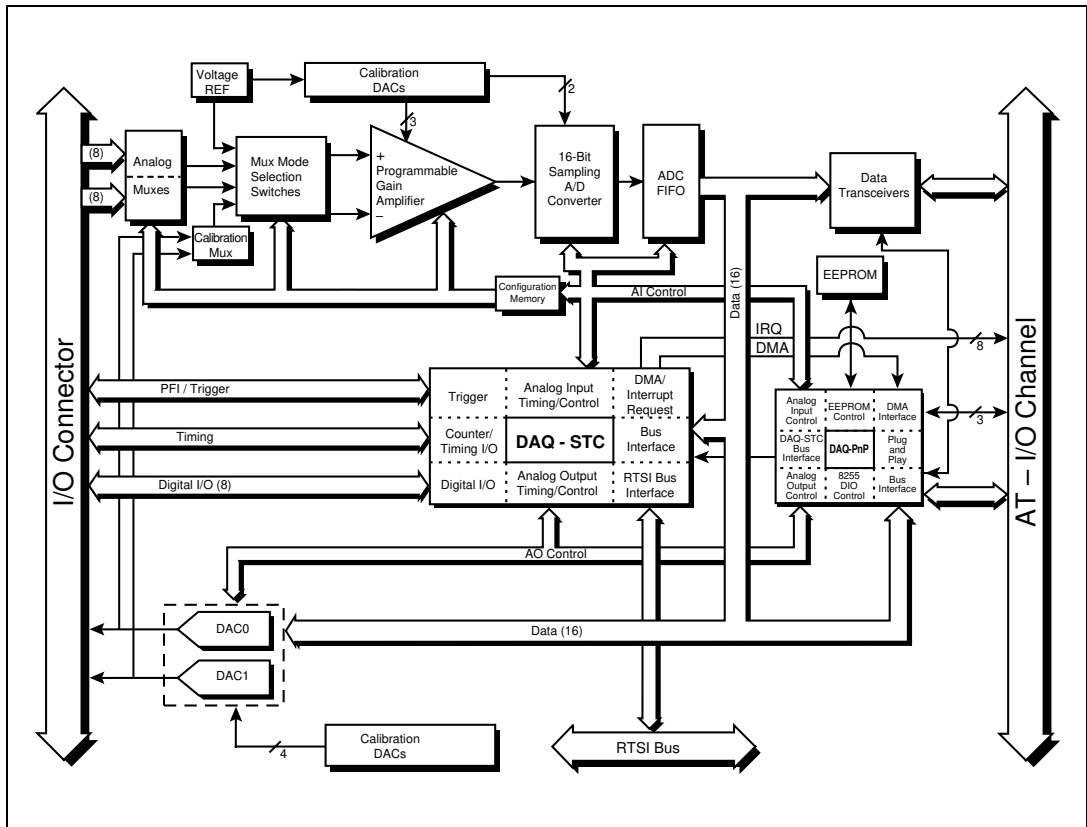 Voltage
REF
Calibration
DACs
2
3
(8)
(8)
Analog
Muxes
Mux Mode
Selection
Switches
+
Programmable
Gain
Amplifier
–
16-Bit
Sampling
A/D
Converter
ADC
FIFO
Data
Transceivers
Calibration
Mux
Configuration
Memory
AI Control
Data (16)
EEPROM
IRQ
DMA
8
3
I/O Connector
AT – I/O Channel
PFI / Trigger
Timing
Digital I/O (8)
Trigger
Analog Input
Timing/Control
DMA/
Interrupt
Request
Counter/
Timing I/O
DAQ - STC
Bus
Interface
Digital I/O
Analog Output
Timing/Control
RTSI Bus
Interface
Analog
Input
Control
EEPROM
Control
DMA
Interface
DAQ-STC
Bus
Interface
DAQ-PnP
Plug
and
Play
Analog
Output
Control
8255
DIO
Control
Bus
Interface
AO Control
DAC0
Data (16)
DAC1
4
Calibration
DACs
RTSI Bus